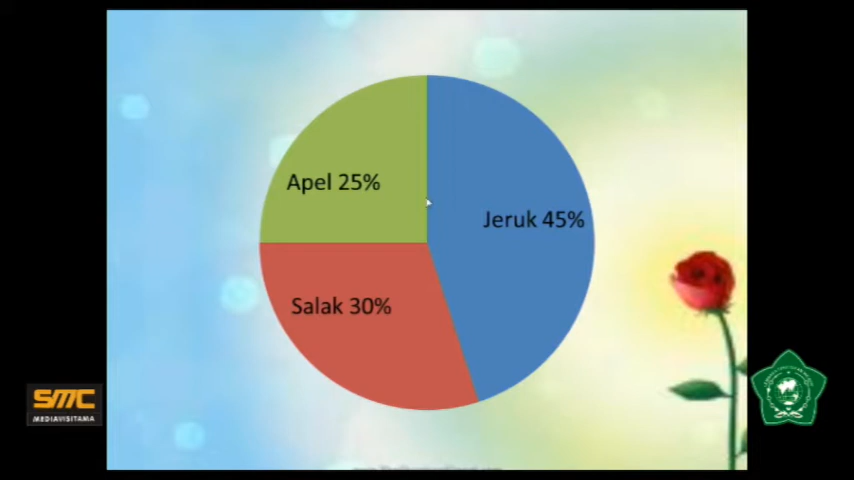 Apel 25%
Jeruk 45%
Salak 30%
SMC
MEDIAVISITAMA